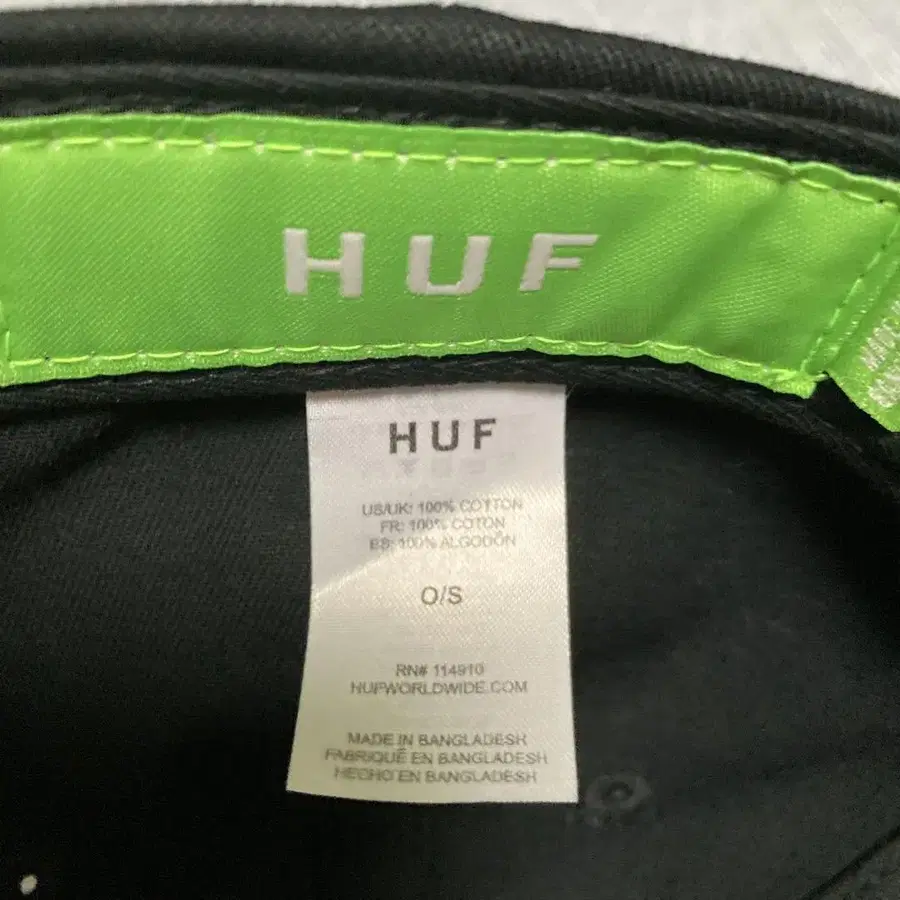 HUF
HUF
US/UK: 100% COTTON
FR: 100% COTON
ES: 100% ALGODÓN
O/S
RN# 114910
HUFWORLDWIDE.COM
MADE IN BANGLADESH
FABRIQUÉ EN BANGLADESH
HECHO EN BANGLADESH